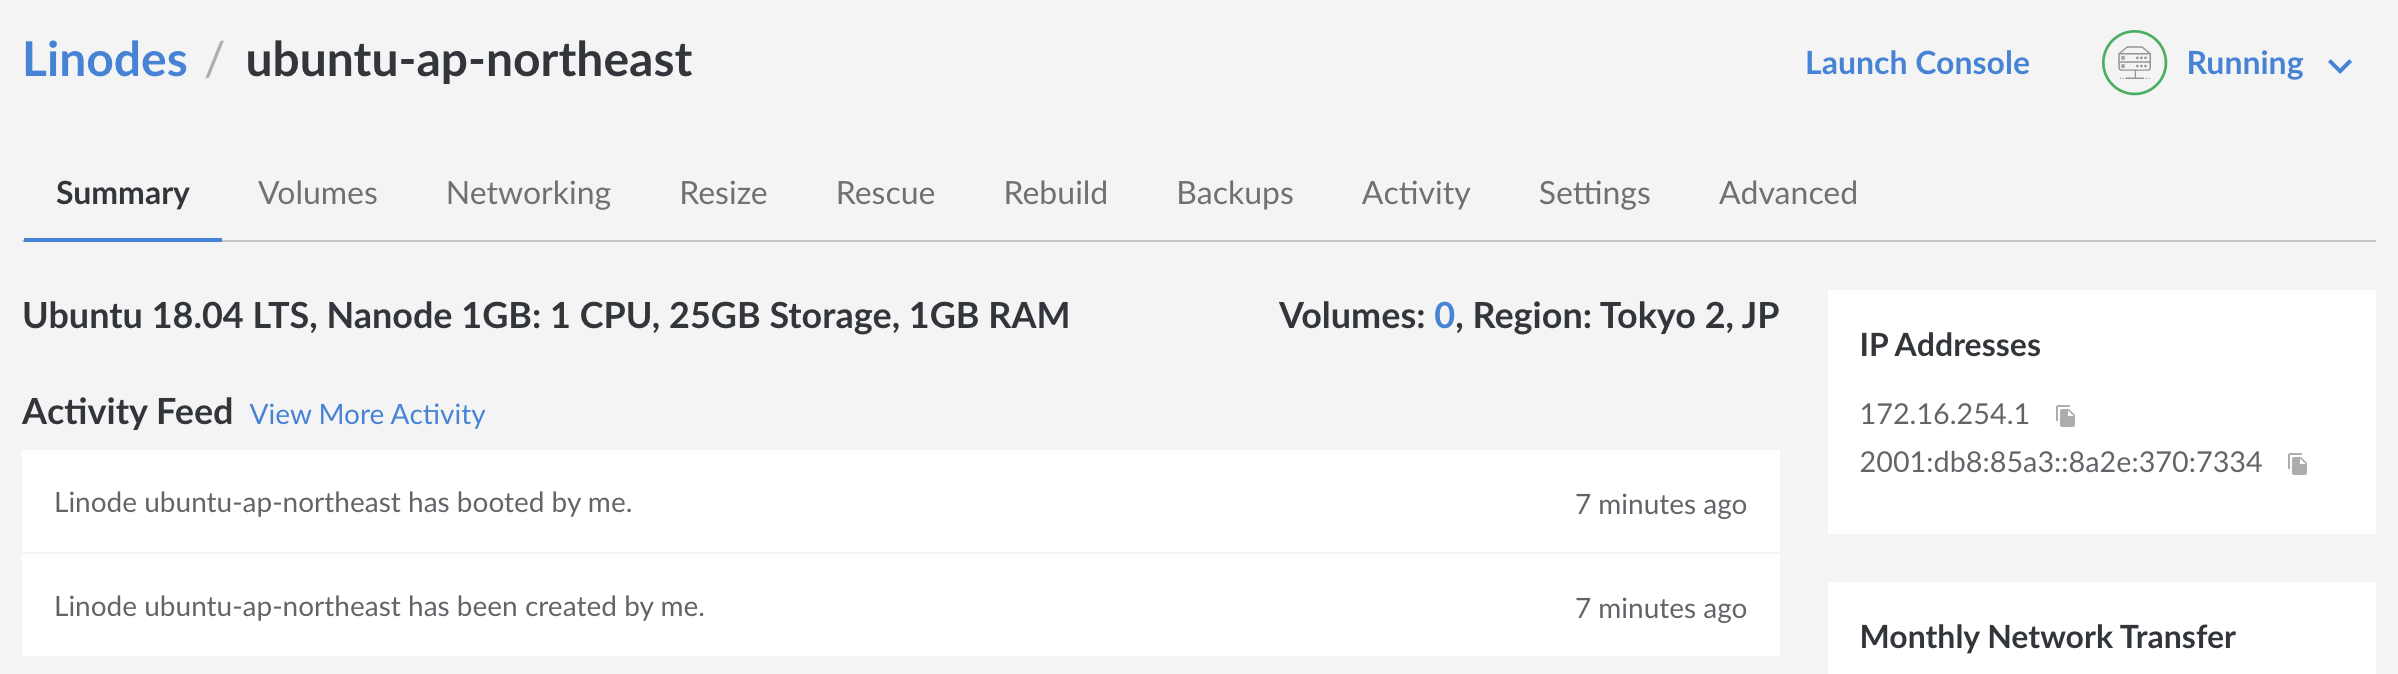 Linodes / ubuntu-ap-northeast
Launch Console
Running
Summary Volumes Networking Resize Rescue Rebuild Backups Activity Settings Advanced
Ubuntu 18.04 LTS, Nanode 1GB: 1 CPU, 25GB Storage, 1GB RAM
Volumes: 0, Region: Tokyo 2, JP
Activity Feed View More Activity
Linode ubuntu-ap-northeast has booted by me. 7 minutes ago
Linode ubuntu-ap-northeast has been created by me. 7 minutes ago
IP Addresses
172.16.254.1
2001:db8:85a3::8a2e:370:7334
Monthly Network Transfer